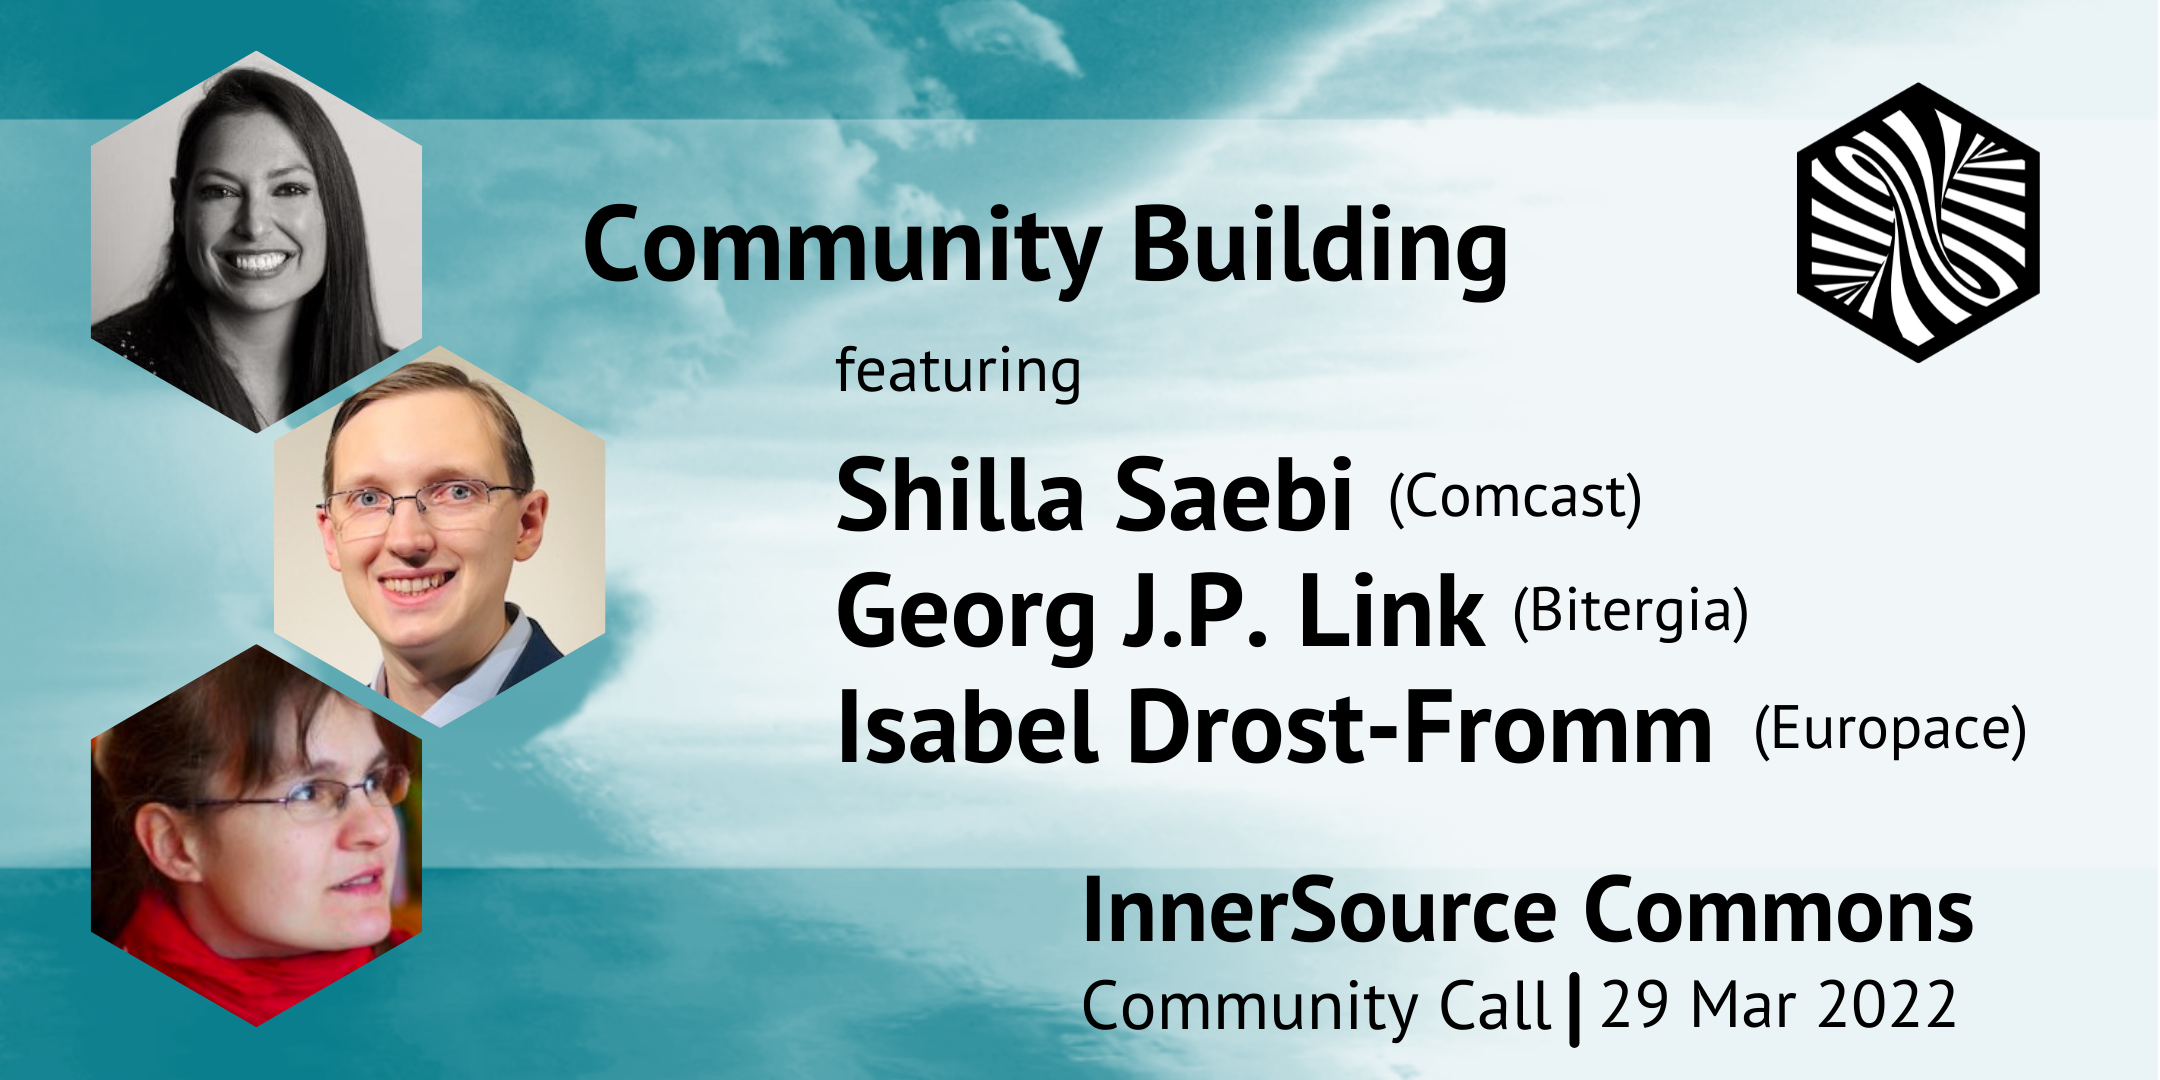 Community Building
featuring
Shilla Saebi (Comcast)
Georg J.P. Link (Bitergia)
Isabel Drost-Fromm (Europace)
InnerSource Commons
Community Call | 29 Mar 2022